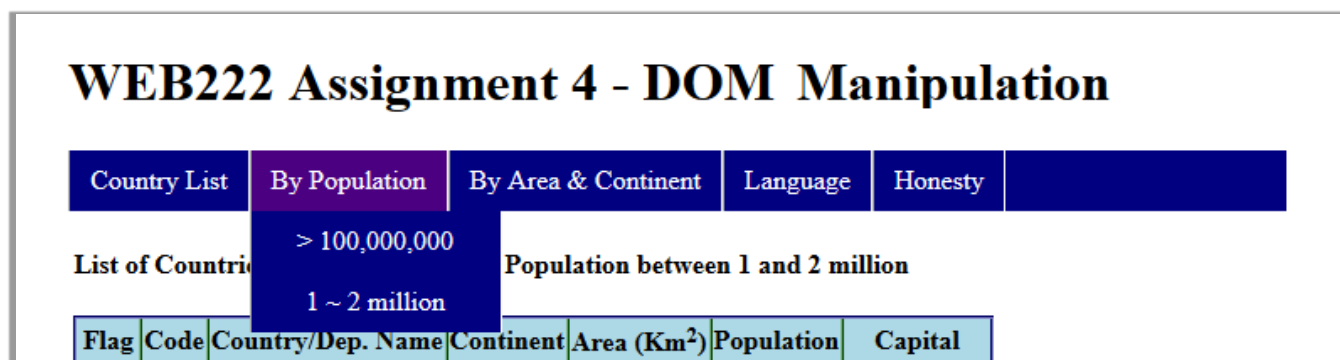 WEB222 Assignment 4 - DOM Manipulation
Country List By Population By Area & Continent Language Honesty
> 100,000,000
List of Countri Population between 1 and 2 million
1 ~ 2 million
Flag Code Country/Dep. Name Continent Area (Km²) Population Capital